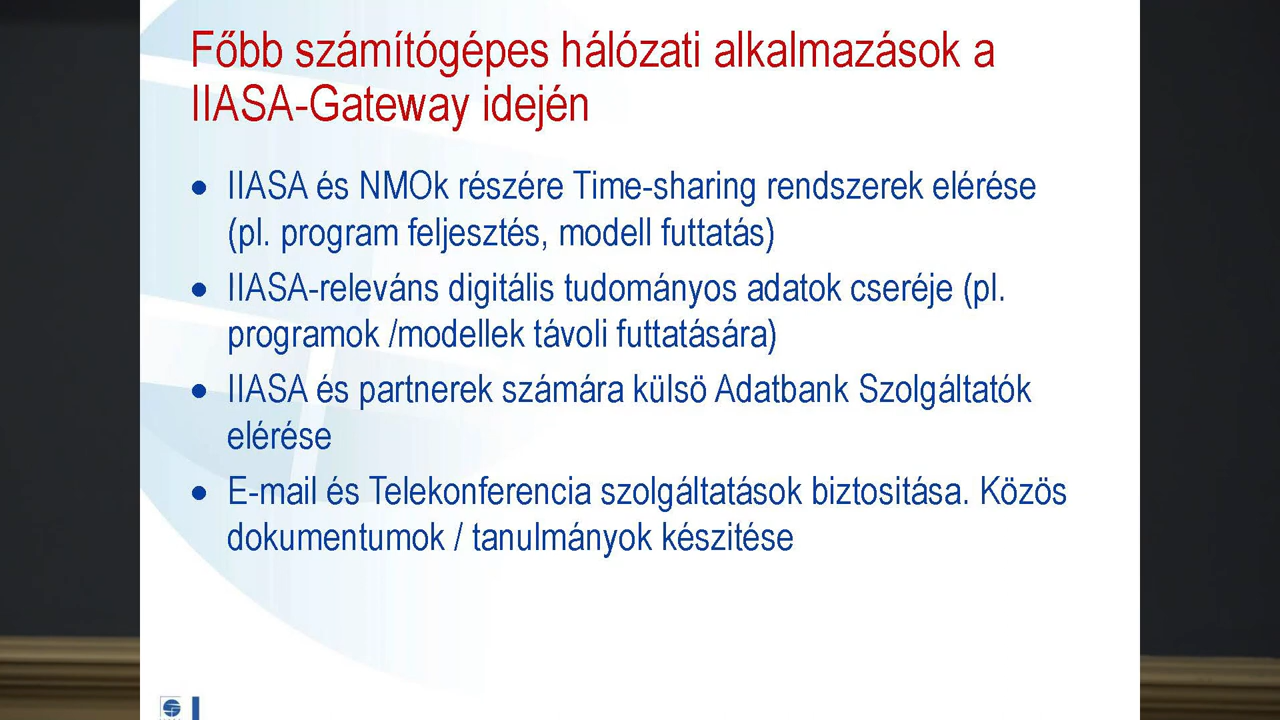 Főbb számítógépes hálózati alkalmazások a
IIASA-Gateway idején
• IIASA és NMOk részére Time-sharing rendszerek elérése
(pl. program feljesztés, modell futtatás)
• IIASA-releváns digitális tudományos adatok cseréje (pl.
programok /modellek távoli futtatására)
• IIASA és partnerek számára külsö Adatbank Szolgáltatók
elérése
• E-mail és Telekonferencia szolgáltatások biztositása. Közös
dokumentumok / tanulmányok készitése